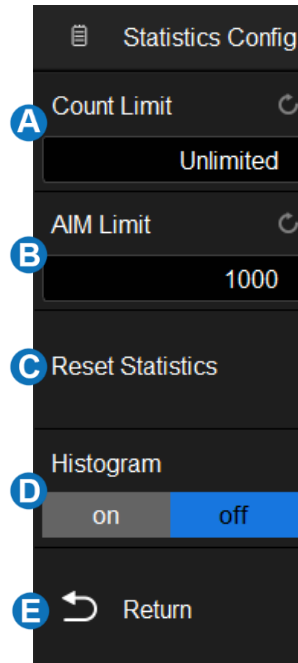 Statistics Config
A
Count Limit
Unlimited
B
AIM Limit
1000
C
Reset Statistics
Histogram
D
on off
E
Return